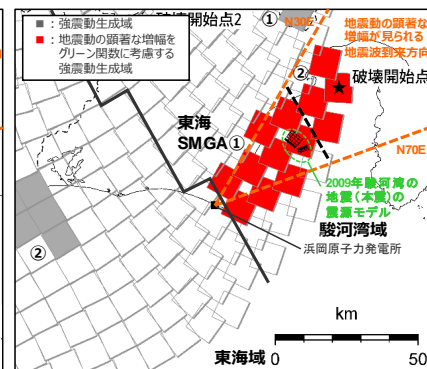 破壊開始点2
①
■：強震動生成域
■：地震動の顕著な増幅を
グリーン関数に考慮する
強震動生成域
N30E
地震動の顕著な
増幅が見られる
地震波到来方向
②
破壊開始点
東海
SMGA①
N70E
2009年駿河湾の
地震（本震）の
震源モデル
駿河湾域
浜岡原子力発電所
②
km
東海域
0
50